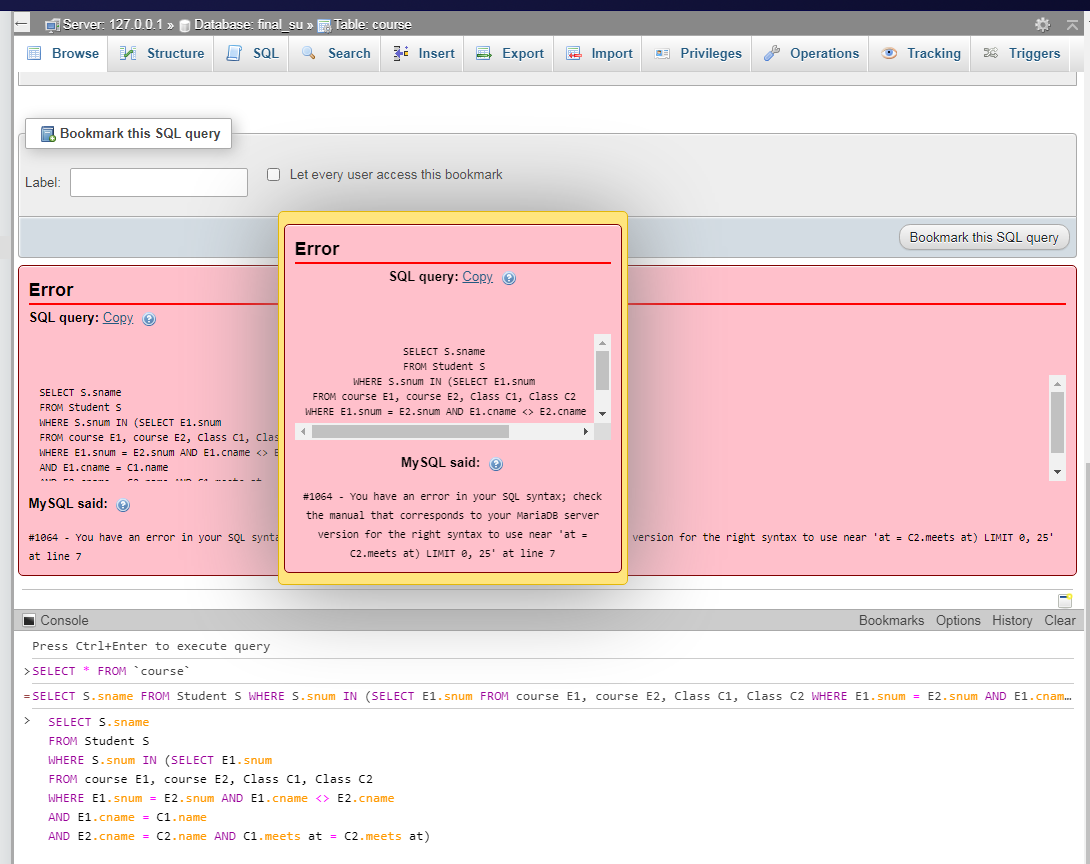 Server: 127.0.0.1 » Database: final_su » Table: course
Browse Structure SQL Search Insert Export Import Privileges Operations Tracking Triggers
Bookmark this SQL query
Label: Let every user access this bookmark
Bookmark this SQL query
Error
SQL query: Copy
SELECT S.sname
FROM Student S
WHERE S.snum IN (SELECT E1.snum
FROM course E1, course E2, Class C1, Clas
WHERE E1.snum = E2.snum AND E1.cname <>
AND E1.cname = C1.name
AND E2.cname = C2.name AND C1.meets at
MySQL said:
#1064 - You have an error in your SQL synta version for the right syntax to use near 'at = C2.meets at) LIMIT 0, 25'
at line 7
Error
SQL query: Copy
SELECT S.sname
FROM Student S
WHERE S.snum IN (SELECT E1.snum
FROM course E1, course E2, Class C1, Class C2
WHERE E1.snum = E2.snum AND E1.cname <> E2.cname
MySQL said:
#1064 - You have an error in your SQL syntax; check
the manual that corresponds to your MariaDB server
version for the right syntax to use near 'at =
C2.meets at) LIMIT 0, 25' at line 7
Console Bookmarks Options History Clear
Press Ctrl+Enter to execute query
>SELECT * FROM `course`
=SELECT S.sname FROM Student S WHERE S.snum IN (SELECT E1.snum FROM course E1, course E2, Class C1, Class C2 WHERE E1.snum = E2.snum AND E1.cnam…
> SELECT S.sname
FROM Student S
WHERE S.snum IN (SELECT E1.snum
FROM course E1, course E2, Class C1, Class C2
WHERE E1.snum = E2.snum AND E1.cname <> E2.cname
AND E1.cname = C1.name
AND E2.cname = C2.name AND C1.meets at = C2.meets at)